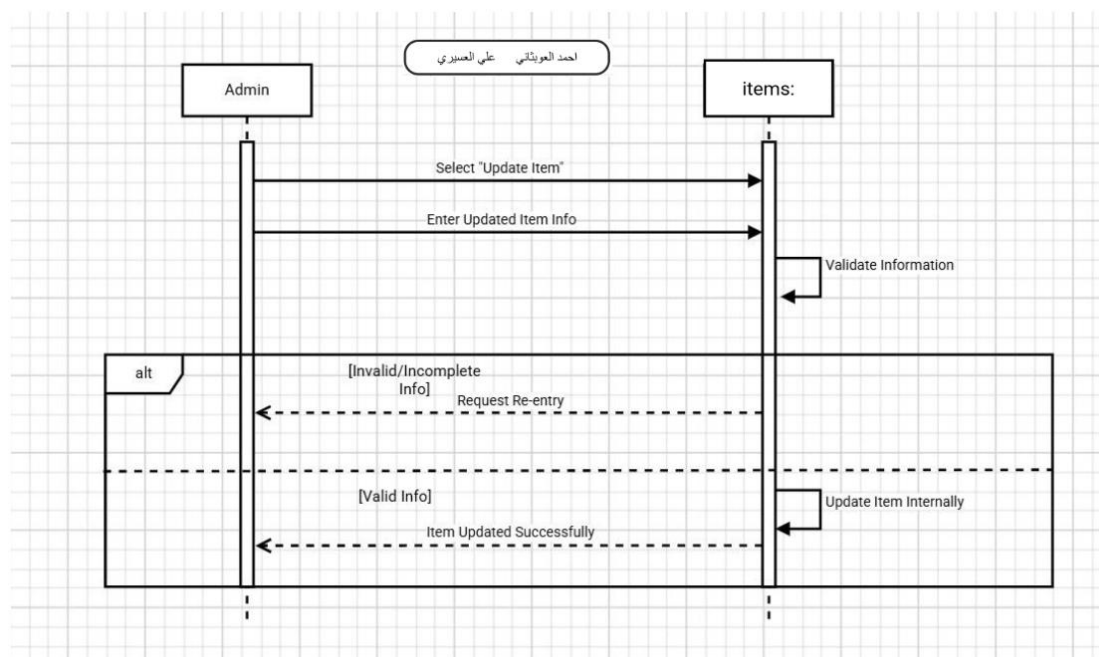 احمد العويثاني علي العسيري
Admin
items:
Select "Update Item"
Enter Updated Item Info
Validate Information
alt
[Invalid/Incomplete
Info]
Request Re-entry
[Valid Info]
Update Item Internally
Item Updated Successfully